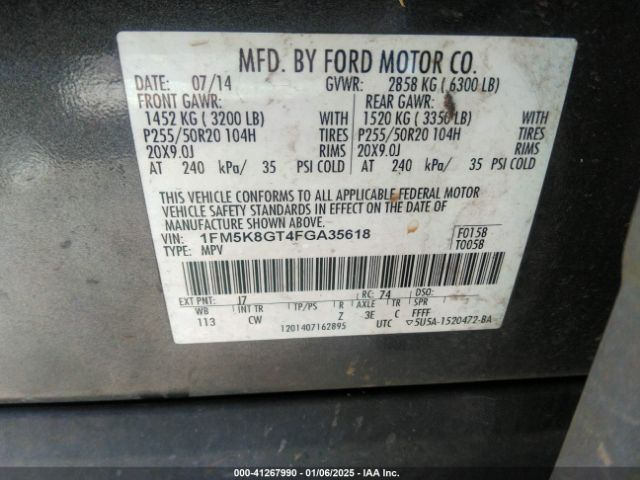 MFD. BY FORD MOTOR CO.
DATE: 07/14 GVWR: 2858 KG ( 6300 LB)
FRONT GAWR: REAR GAWR:
1452 KG ( 3200 LB) WITH 1520 KG ( 3350 LB) WITH
P255/50R20 104H TIRES P255/50R20 104H TIRES
20X9.0J RIMS 20X9.0J RIMS
AT 240 kPa/ 35 PSI COLD AT 240 kPa/ 35 PSI COLD
THIS VEHICLE CONFORMS TO ALL APPLICABLE FEDERAL MOTOR
VEHICLE SAFETY STANDARDS IN EFFECT ON THE DATE OF
MANUFACTURE SHOWN ABOVE.
VIN: 1FM5K8GT4FGA35618 F0158
TYPE: MPV T0058
EXT PNT: J7 RC: 74 DSO:
WB INT TR TP/PS R AXLE TR SPR
113 CW Z 3E C FFFF
1201407162895 UTC ▽5U5A-1520472-BA
000-41267990 01/06/2025 IAA Inc.